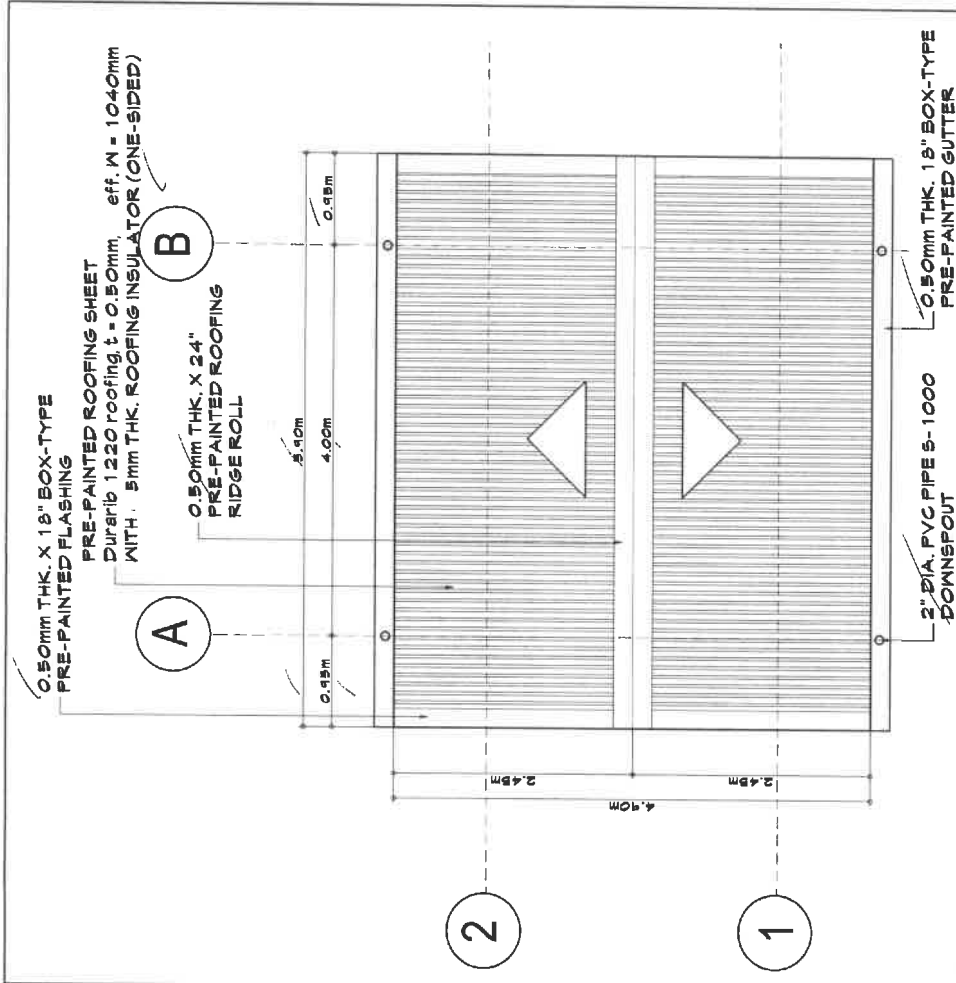 0.50mm THK. X 18" BOX-TYPE
PRE-PAINTED FLASHING
PRE-PAINTED ROOFING SHEET
Durarib 1220 roofing, t = 0.50mm, eff. W = 1040mm
WITH 5mm THK. ROOFING INSULATOR (ONE-SIDED)
0.50mm THK. X 24"
PRE-PAINTED ROOFING
RIDGE ROLL
A
B
5.90m
0.95m
4.00m
0.95m
2.45m
2.45m
4.90m
2
1
2" DIA. PVC PIPE S-1000
DOWNSPOUT
0.50mm THK. 18" BOX-TYPE
PRE-PAINTED GUTTER